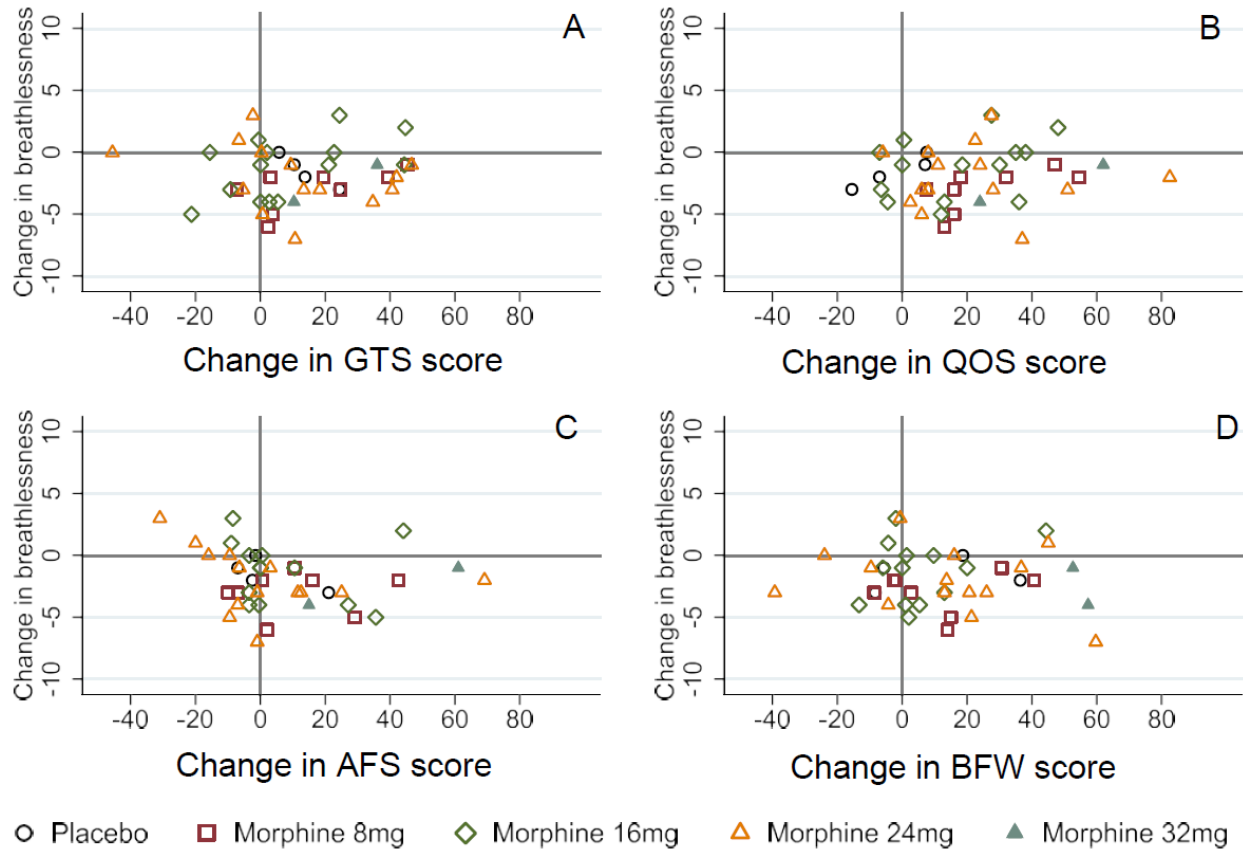 A
10
5
0
-5
-10
Change in breathlessness
-40 -20 0 20 40 60 80
Change in GTS score
B
10
5
0
-5
-10
Change in breathlessness
-40 -20 0 20 40 60 80
Change in QOS score
C
10
5
0
-5
-10
Change in breathlessness
-40 -20 0 20 40 60 80
Change in AFS score
D
10
5
0
-5
-10
Change in breathlessness
-40 -20 0 20 40 60 80
Change in BFW score
Placebo Morphine 8mg Morphine 16mg Morphine 24mg Morphine 32mg